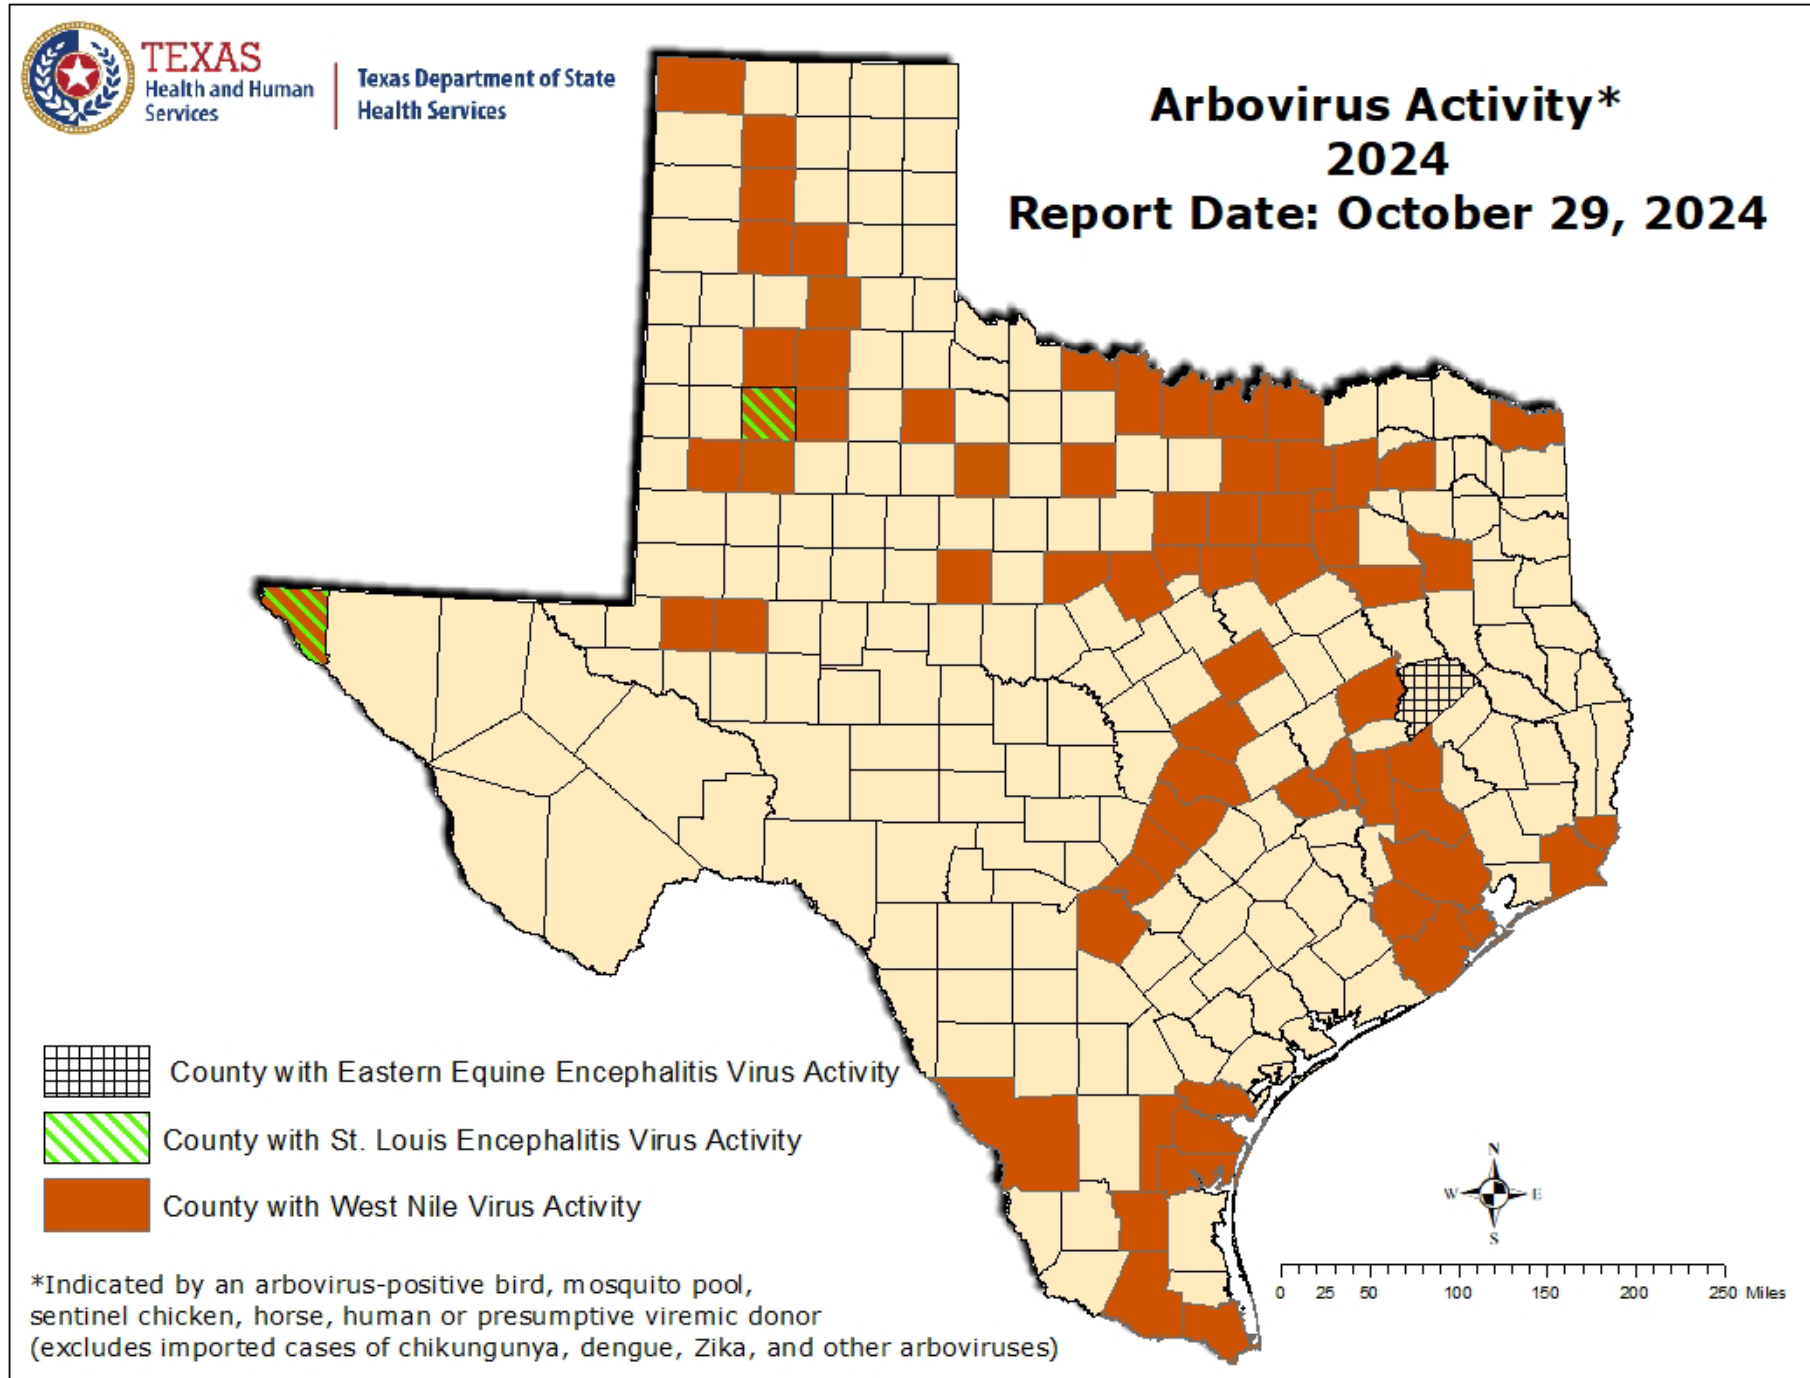 TEXAS
Health and Human
Services
Texas Department of State
Health Services
Arbovirus Activity*
2024
Report Date: October 29, 2024
County with Eastern Equine Encephalitis Virus Activity
County with St. Louis Encephalitis Virus Activity
County with West Nile Virus Activity
*Indicated by an arbovirus-positive bird, mosquito pool,
sentinel chicken, horse, human or presumptive viremic donor
(excludes imported cases of chikungunya, dengue, Zika, and other arboviruses)
N
W E
S
0 25 50 100 150 200 250 Miles